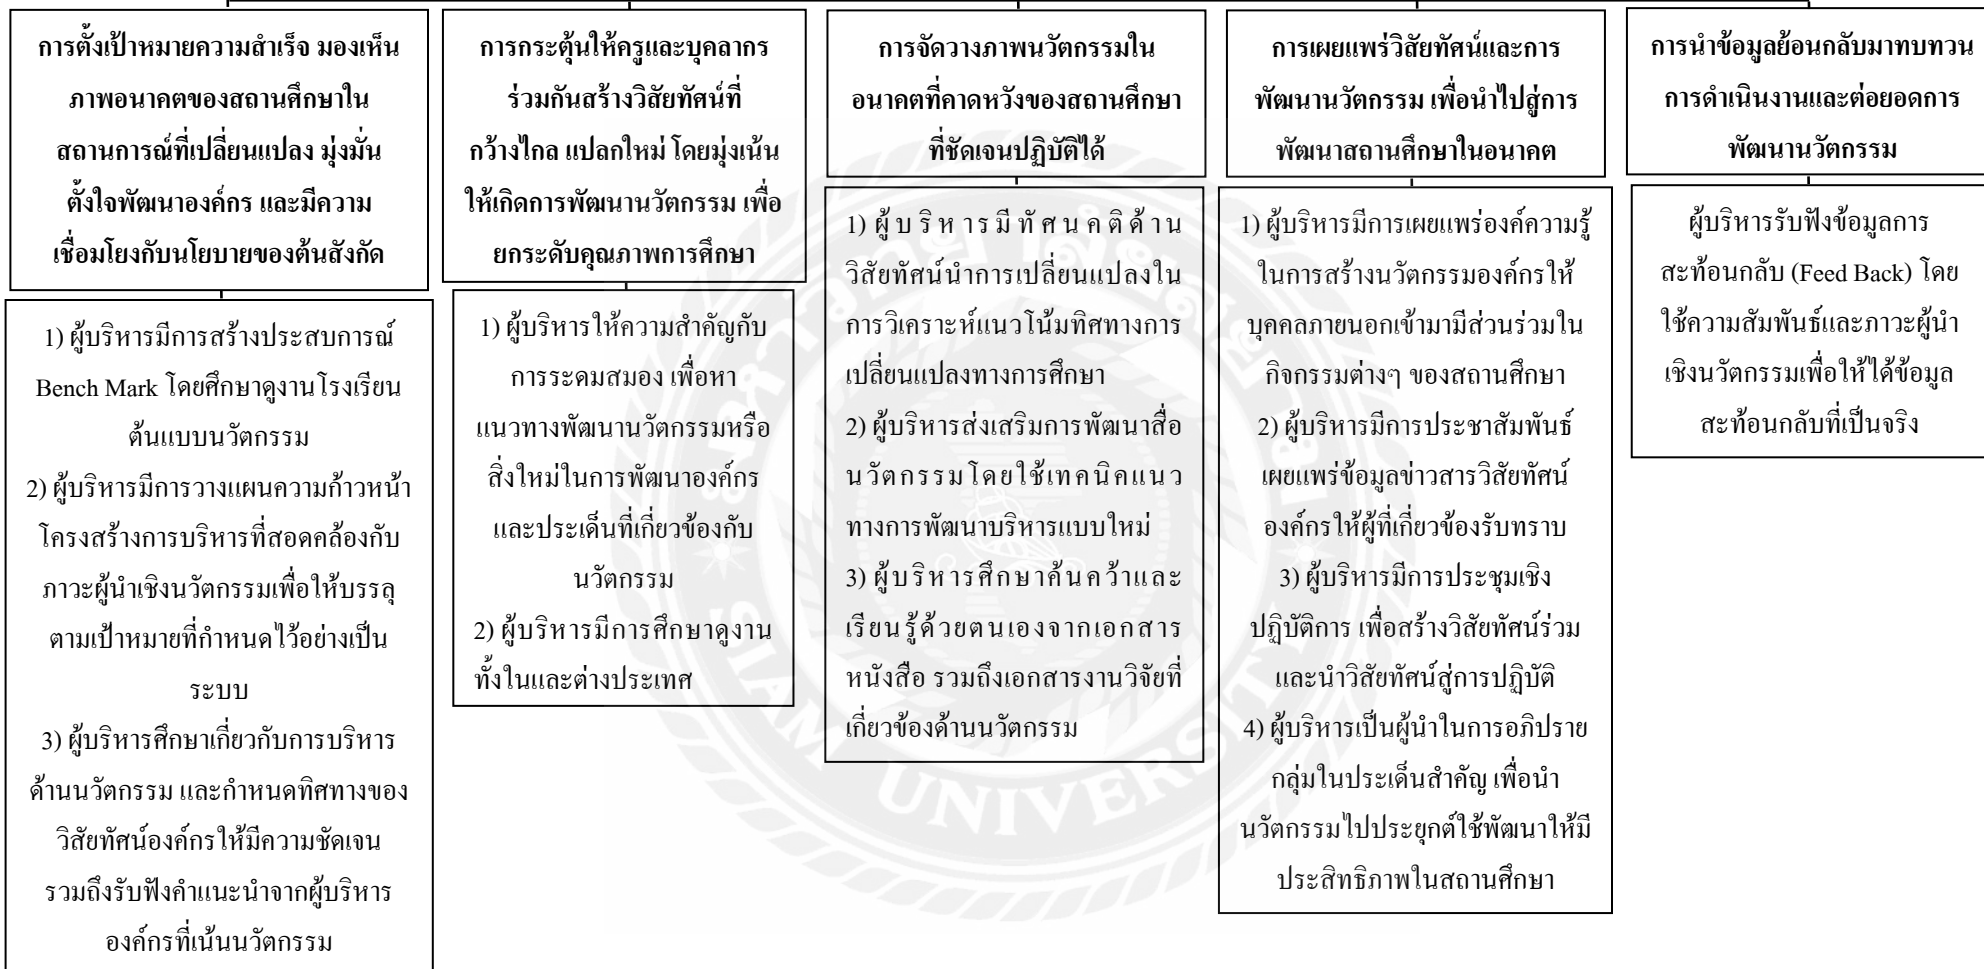 การตั้งเป้าหมายความสำเร็จ มองเห็น
ภาพอนาคตของสถานศึกษาใน
สถานการณ์ที่เปลี่ยนแปลง มุ่งมั่น
ตั้งใจพัฒนาองค์กร และมีความ
เชื่อมโยงกับนโยบายของต้นสังกัด
1) ผู้บริหารมีการสร้างประสบการณ์
Bench Mark โดยศึกษาดูงานโรงเรียน
ต้นแบบนวัตกรรม
2) ผู้บริหารมีการวางแผนความก้าวหน้า
โครงสร้างการบริหารที่สอดคล้องกับ
ภาวะผู้นำเชิงนวัตกรรมเพื่อให้บรรลุ
ตามเป้าหมายที่กำหนดไว้อย่างเป็น
ระบบ
3) ผู้บริหารศึกษาเกี่ยวกับการบริหาร
ด้านนวัตกรรม และกำหนดทิศทางของ
วิสัยทัศน์องค์กรให้มีความชัดเจน
รวมถึงรับฟังคำแนะนำจากผู้บริหาร
องค์กรที่เน้นนวัตกรรม
การกระตุ้นให้ครูและบุคลากร
ร่วมกันสร้างวิสัยทัศน์ที่
กว้างไกล แปลกใหม่ โดยมุ่งเน้น
ให้เกิดการพัฒนานวัตกรรม เพื่อ
ยกระดับคุณภาพการศึกษา
1) ผู้บริหารให้ความสำคัญกับ
การระดมสมอง เพื่อหา
แนวทางพัฒนานวัตกรรมหรือ
สิ่งใหม่ในการพัฒนาองค์กร
และประเด็นที่เกี่ยวข้องกับ
นวัตกรรม
2) ผู้บริหารมีการศึกษาดูงาน
ทั้งในและต่างประเทศ
การจัดวางภาพนวัตกรรมใน
อนาคตที่คาดหวังของสถานศึกษา
ที่ชัดเจนปฏิบัติได้
1) ผู้บริหารมีทัศนคติด้าน
วิสัยทัศน์นำการเปลี่ยนแปลงใน
การวิเคราะห์แนวโน้มทิศทางการ
เปลี่ยนแปลงทางการศึกษา
2) ผู้บริหารส่งเสริมการพัฒนาสื่อ
นวัตกรรมโดยใช้เทคนิคแนว
ทางการพัฒนาบริหารแบบใหม่
3) ผู้บริหารศึกษาค้นคว้าและ
เรียนรู้ด้วยตนเองจากเอกสาร
หนังสือ รวมถึงเอกสารงานวิจัยที่
เกี่ยวข้องด้านนวัตกรรม
การเผยแพร่วิสัยทัศน์และการ
พัฒนานวัตกรรม เพื่อนำไปสู่การ
พัฒนาสถานศึกษาในอนาคต
1) ผู้บริหารมีการเผยแพร่องค์ความรู้
ในการสร้างนวัตกรรมองค์กรให้
บุคคลภายนอกเข้ามามีส่วนร่วมใน
กิจกรรมต่างๆ ของสถานศึกษา
2) ผู้บริหารมีการประชาสัมพันธ์
เผยแพร่ข้อมูลข่าวสารวิสัยทัศน์
องค์กรให้ผู้ที่เกี่ยวข้องรับทราบ
3) ผู้บริหารมีการประชุมเชิง
ปฏิบัติการ เพื่อสร้างวิสัยทัศน์ร่วม
และนำวิสัยทัศน์สู่การปฏิบัติ
4) ผู้บริหารเป็นผู้นำในการอภิปราย
กลุ่มในประเด็นสำคัญ เพื่อนำ
นวัตกรรมไปประยุกต์ใช้พัฒนาให้มี
ประสิทธิภาพในสถานศึกษา
การนำข้อมูลย้อนกลับมาทบทวน
การดำเนินงานและต่อยอดการ
พัฒนานวัตกรรม
ผู้บริหารรับฟังข้อมูลการ
สะท้อนกลับ (Feed Back) โดย
ใช้ความสัมพันธ์และภาวะผู้นำ
เชิงนวัตกรรมเพื่อให้ได้ข้อมูล
สะท้อนกลับที่เป็นจริง
มหาวิทยาลัยสยาม
SIAM UNIVERSITY